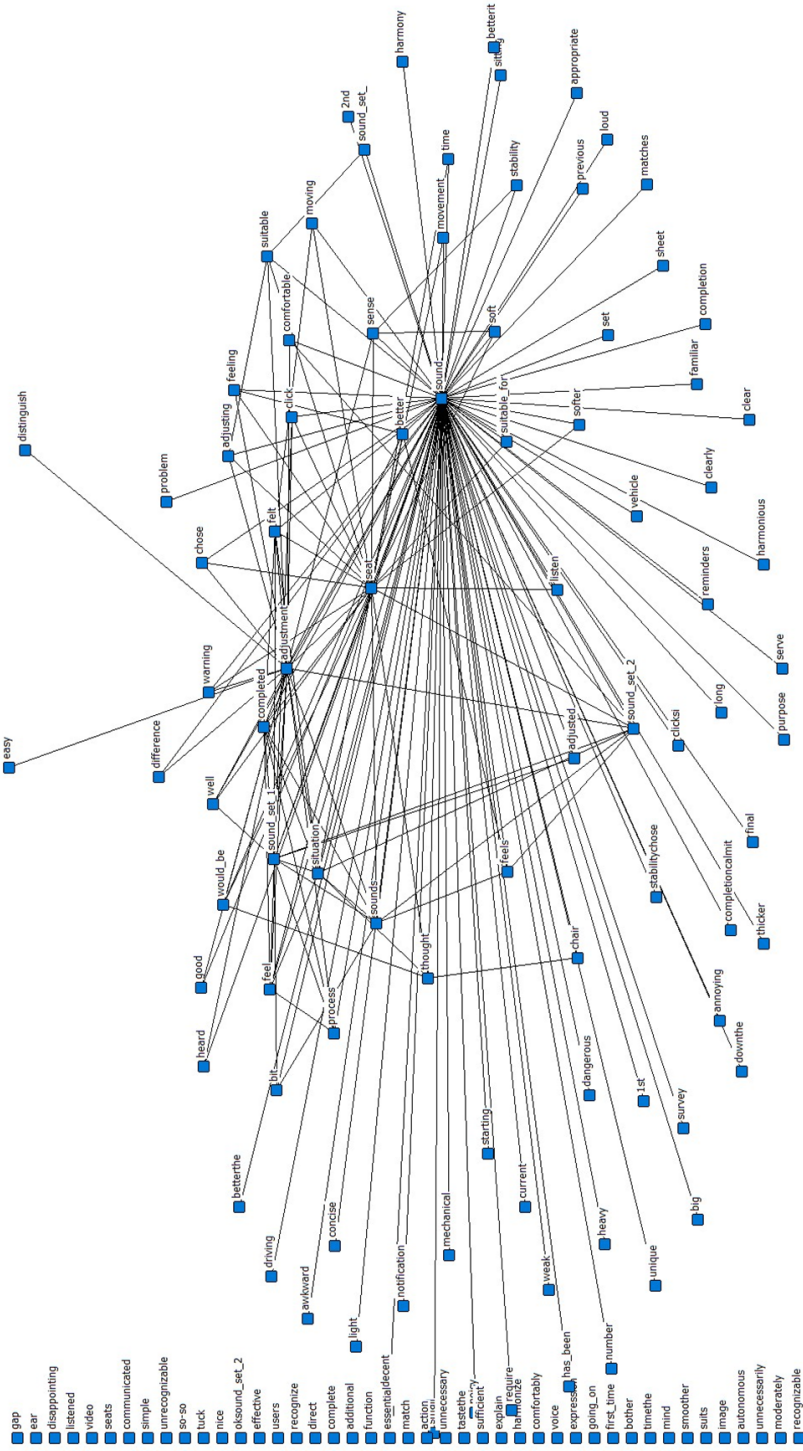 harmony
betterit
sitting
appropriate
2nd
sound_set_
loud
time
previous
stability
matches
moving
movement
suitable
sheet
completion
comfortable
sense
soft
set
familiar
feeling
click
sound
better
suitable_for
softer
clear
distinguish
adjusting
problem
clearly
felt
vehicle
chose
harmonious
seat
listen
reminders
adjustment
serve
warning
completed
sound_set_2
long
purpose
easy
difference
adjusted
clicksi
well
sound_set_1
situation
feels
final
would_be
sounds
stabilitychose
completioncalmit
thicker
good
feel
thought
chair
process
annoying
heard
bit
dangerous
1st
downthe
starting
survey
betterthe
current
big
concise
mechanical
heavy
driving
notification
weak
unique
awkward
light
has_been
number
require
gap
ear
disappointing
listened
video
seats
communicated
simple
unrecognizable
so-so
tuck
nice
oksound_set_2
effective
users
recognize
direct
complete
additional
function
essentialdecent
match
action
unnecessary
tastethe
sufficient
explain
harmonize
comfortably
voice
expression
going_on
first_time
bother
timethe
mind
smoother
suits
image
autonomous
unnecessarily
moderately
recognizable